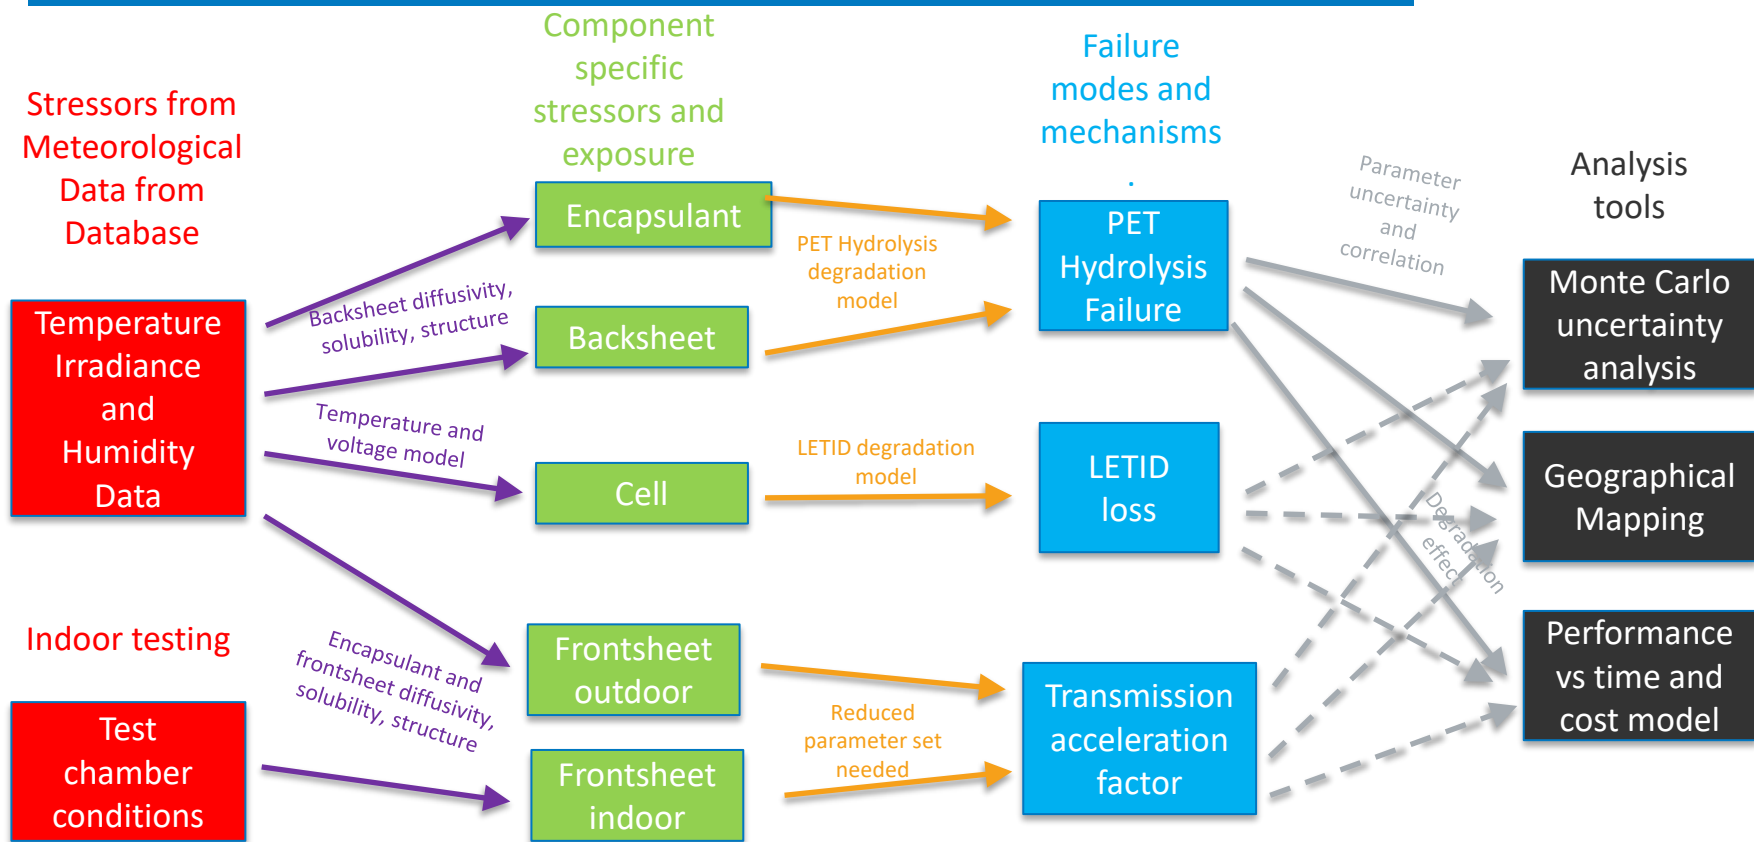 Stressors from
Meteorological
Data from
Database
Temperature
Irradiance
and
Humidity
Data
Indoor testing
Test
chamber
conditions
Backsheet diffusivity,
solubility, structure
Temperature and
voltage model
Encapsulant and
frontsheet diffusivity,
solubility, structure
Component
specific
stressors and
exposure
Encapsulant
Backsheet
Cell
Frontsheet
outdoor
Frontsheet
indoor
PET Hydrolysis
degradation
model
LETID degradation
model
Reduced
parameter set
needed
Failure
modes and
mechanisms
.
PET
Hydrolysis
Failure
LETID
loss
Transmission
acceleration
factor
Parameter
uncertainty
and
correlation
Degradation
effect
Analysis
tools
Monte Carlo
uncertainty
analysis
Geographical
Mapping
Performance
vs time and
cost model